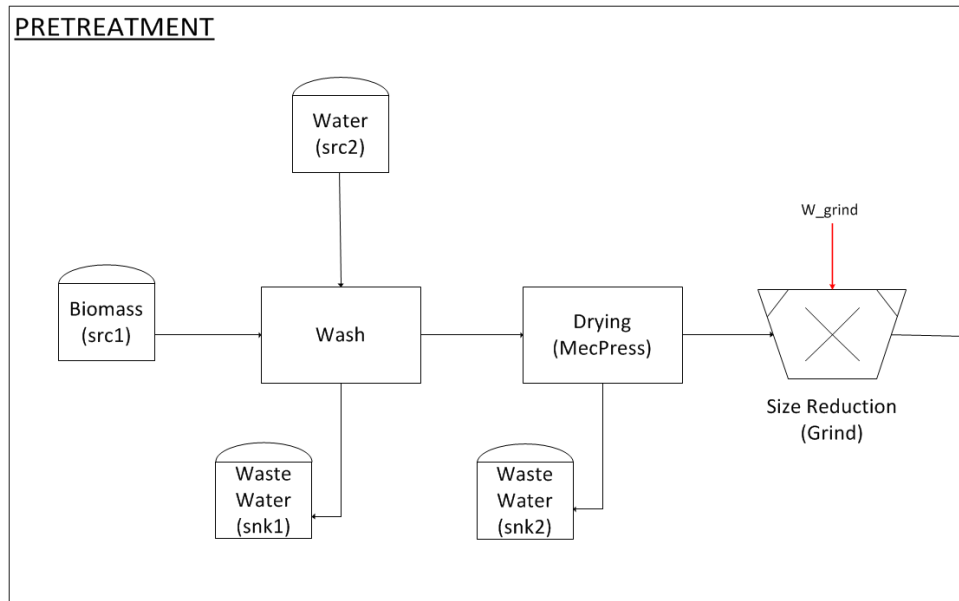 PRETREATMENT
Water
(src2)
W_grind
Biomass
(src1)
Wash
Drying
(MecPress)
Size Reduction
(Grind)
Waste
Water
(snk1)
Waste
Water
(snk2)